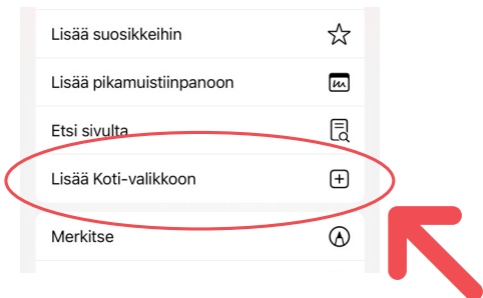 Lisää suosikkeihin
Lisää pikamuistiinpanoon
Etsi sivulta
Lisää Koti-valikkoon
Merkitse